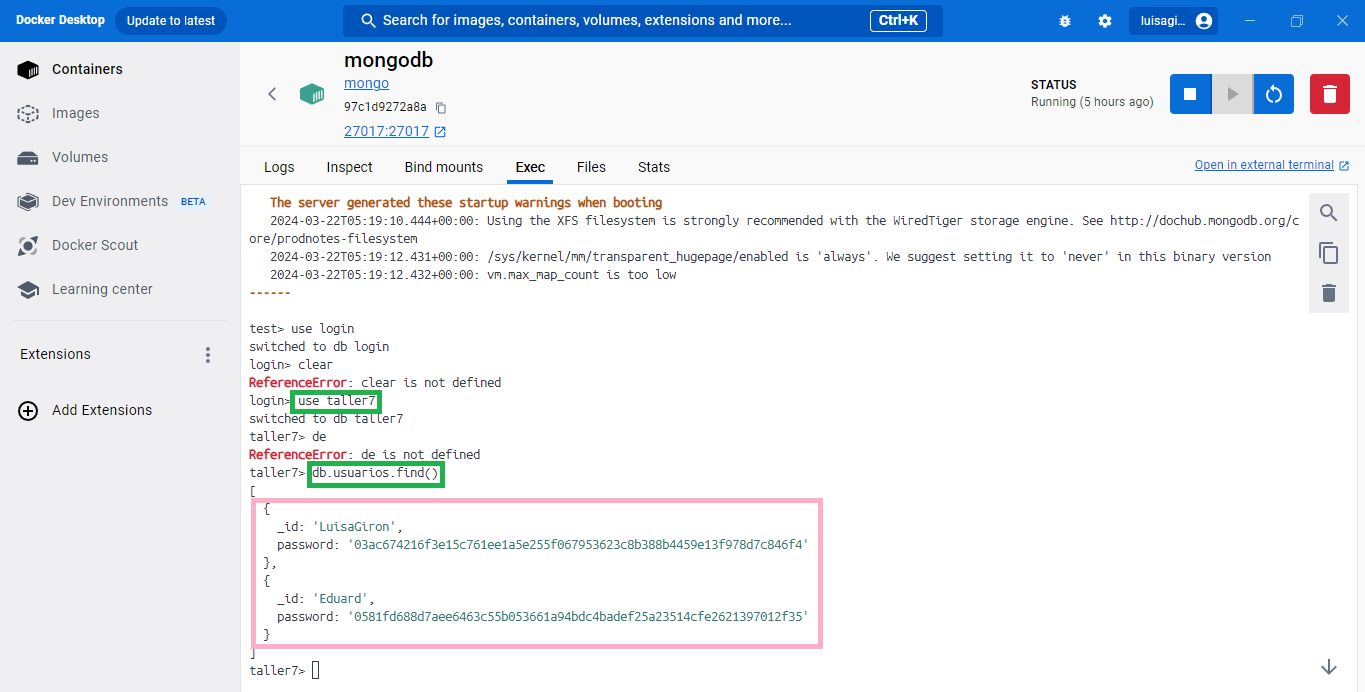 Docker Desktop
Update to latest
Search for images, containers, volumes, extensions and more...
Ctrl+K
luisagi...
Containers
Images
Volumes
Dev Environments BETA
Docker Scout
Learning center
Extensions
Add Extensions
mongodb
mongo
97c1d9272a8a
27017:27017
STATUS
Running (5 hours ago)
Logs Inspect Bind mounts Exec Files Stats
Open in external terminal
The server generated these startup warnings when booting
2024-03-22T05:19:10.444+00:00: Using the XFS filesystem is strongly recommended with the WiredTiger storage engine. See http://dochub.mongodb.org/c
ore/prodnotes-filesystem
2024-03-22T05:19:12.431+00:00: /sys/kernel/mm/transparent_hugepage/enabled is 'always'. We suggest setting it to 'never' in this binary version
2024-03-22T05:19:12.432+00:00: vm.max_map_count is too low
------
test> use login
switched to db login
login> clear
ReferenceError: clear is not defined
login> use taller7
switched to db taller7
taller7> de
ReferenceError: de is not defined
taller7> db.usuarios.find()
[
{
_id: 'LuisaGiron',
password: '03ac674216f3e15c761ee1a5e255f067953623c8b388b4459e13f978d7c846f4'
},
{
_id: 'Eduard',
password: '0581fd688d7aee6463c55b053661a94bdc4badef25a23514cfe2621397012f35'
}
]
taller7>